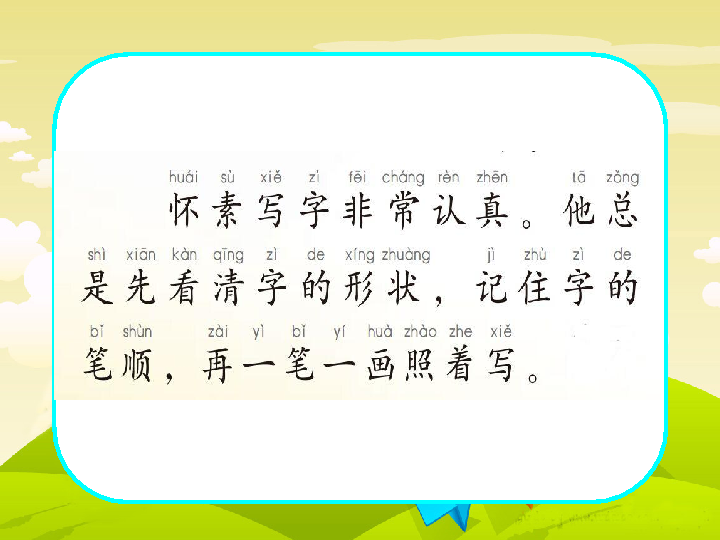 huái sù xiě zì fēi cháng rèn zhēn tā zǒng
怀素写字非常认真。他总
shì xiān kàn qīng zì de xíng zhuàng jì zhù zì de
是先看清字的形状，记住字的
bǐ shùn zài yì bǐ yí huà zhào zhe xiě
笔顺，再一笔一画照着写。